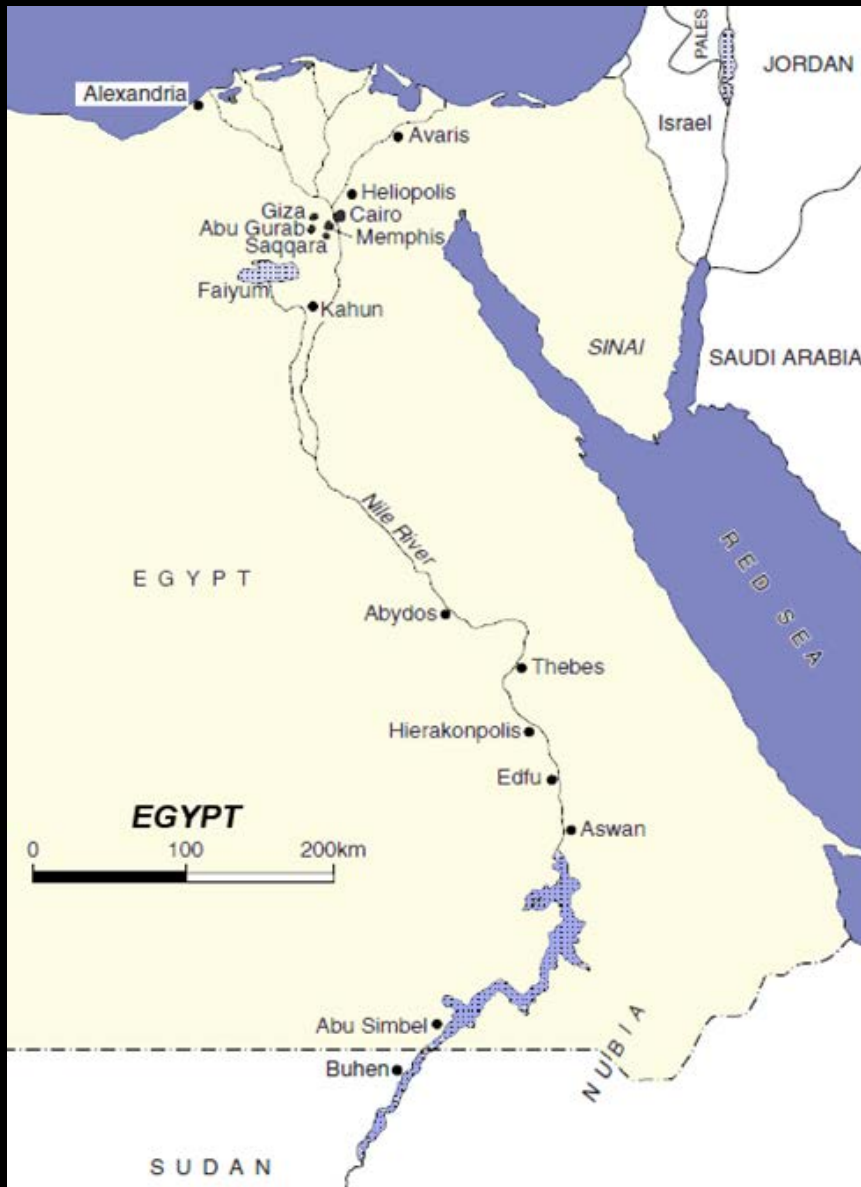 PALES
JORDAN
Alexandria
Israel
Avaris
Heliopolis
Giza
Cairo
Abu Gurab
Memphis
Saqqara
Faiyum
Kahun
SINAI
SAUDI ARABIA
Nile River
RED SEA
EGYPT
Abydos
Thebes
Hierakonpolis
Edfu
EGYPT
Aswan
0 100 200km
Abu Simbel
NUBIA
Buhen
SUDAN